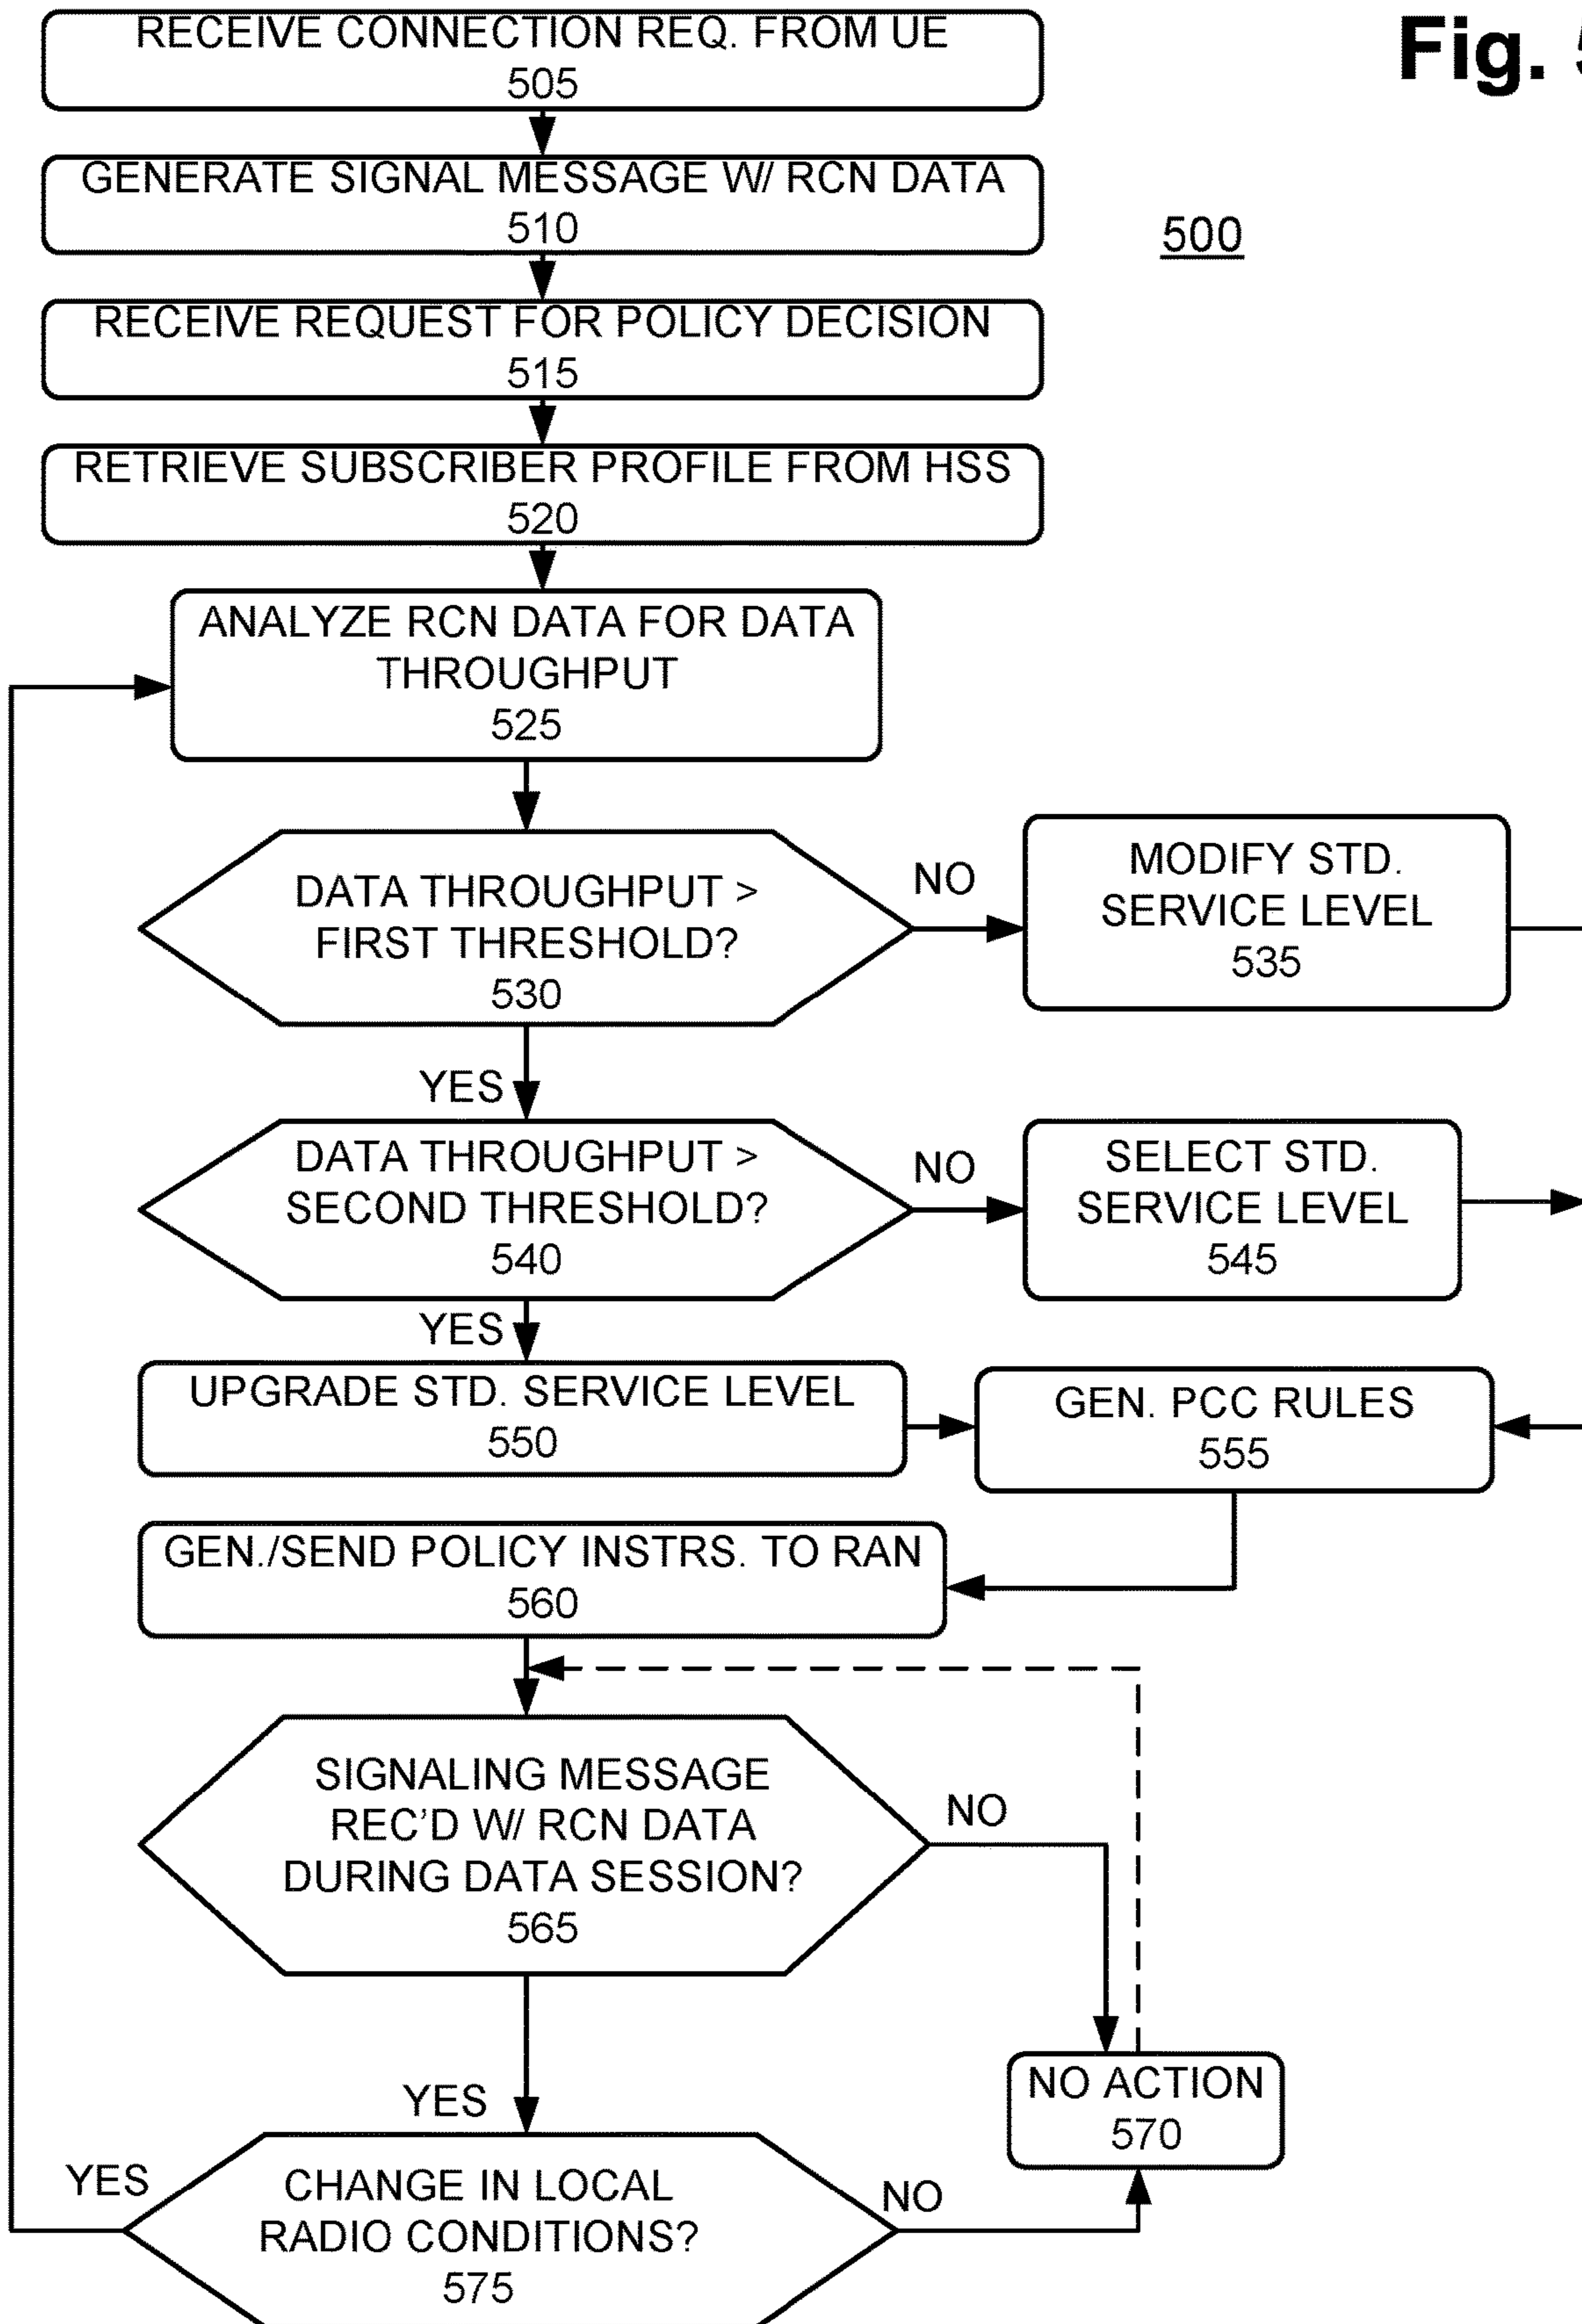 Fig. 5
RECEIVE CONNECTION REQ. FROM UE
505
GENERATE SIGNAL MESSAGE W/ RCN DATA
510
500
RECEIVE REQUEST FOR POLICY DECISION
515
RETRIEVE SUBSCRIBER PROFILE FROM HSS
520
ANALYZE RCN DATA FOR DATA
THROUGHPUT
525
DATA THROUGHPUT >
FIRST THRESHOLD?
530
NO
MODIFY STD.
SERVICE LEVEL
535
YES
DATA THROUGHPUT >
SECOND THRESHOLD?
540
NO
SELECT STD.
SERVICE LEVEL
545
YES
UPGRADE STD. SERVICE LEVEL
550
GEN. PCC RULES
555
GEN./SEND POLICY INSTRS. TO RAN
560
SIGNALING MESSAGE
REC'D W/ RCN DATA
DURING DATA SESSION?
565
NO
YES
NO ACTION
570
YES
CHANGE IN LOCAL
RADIO CONDITIONS?
575
NO